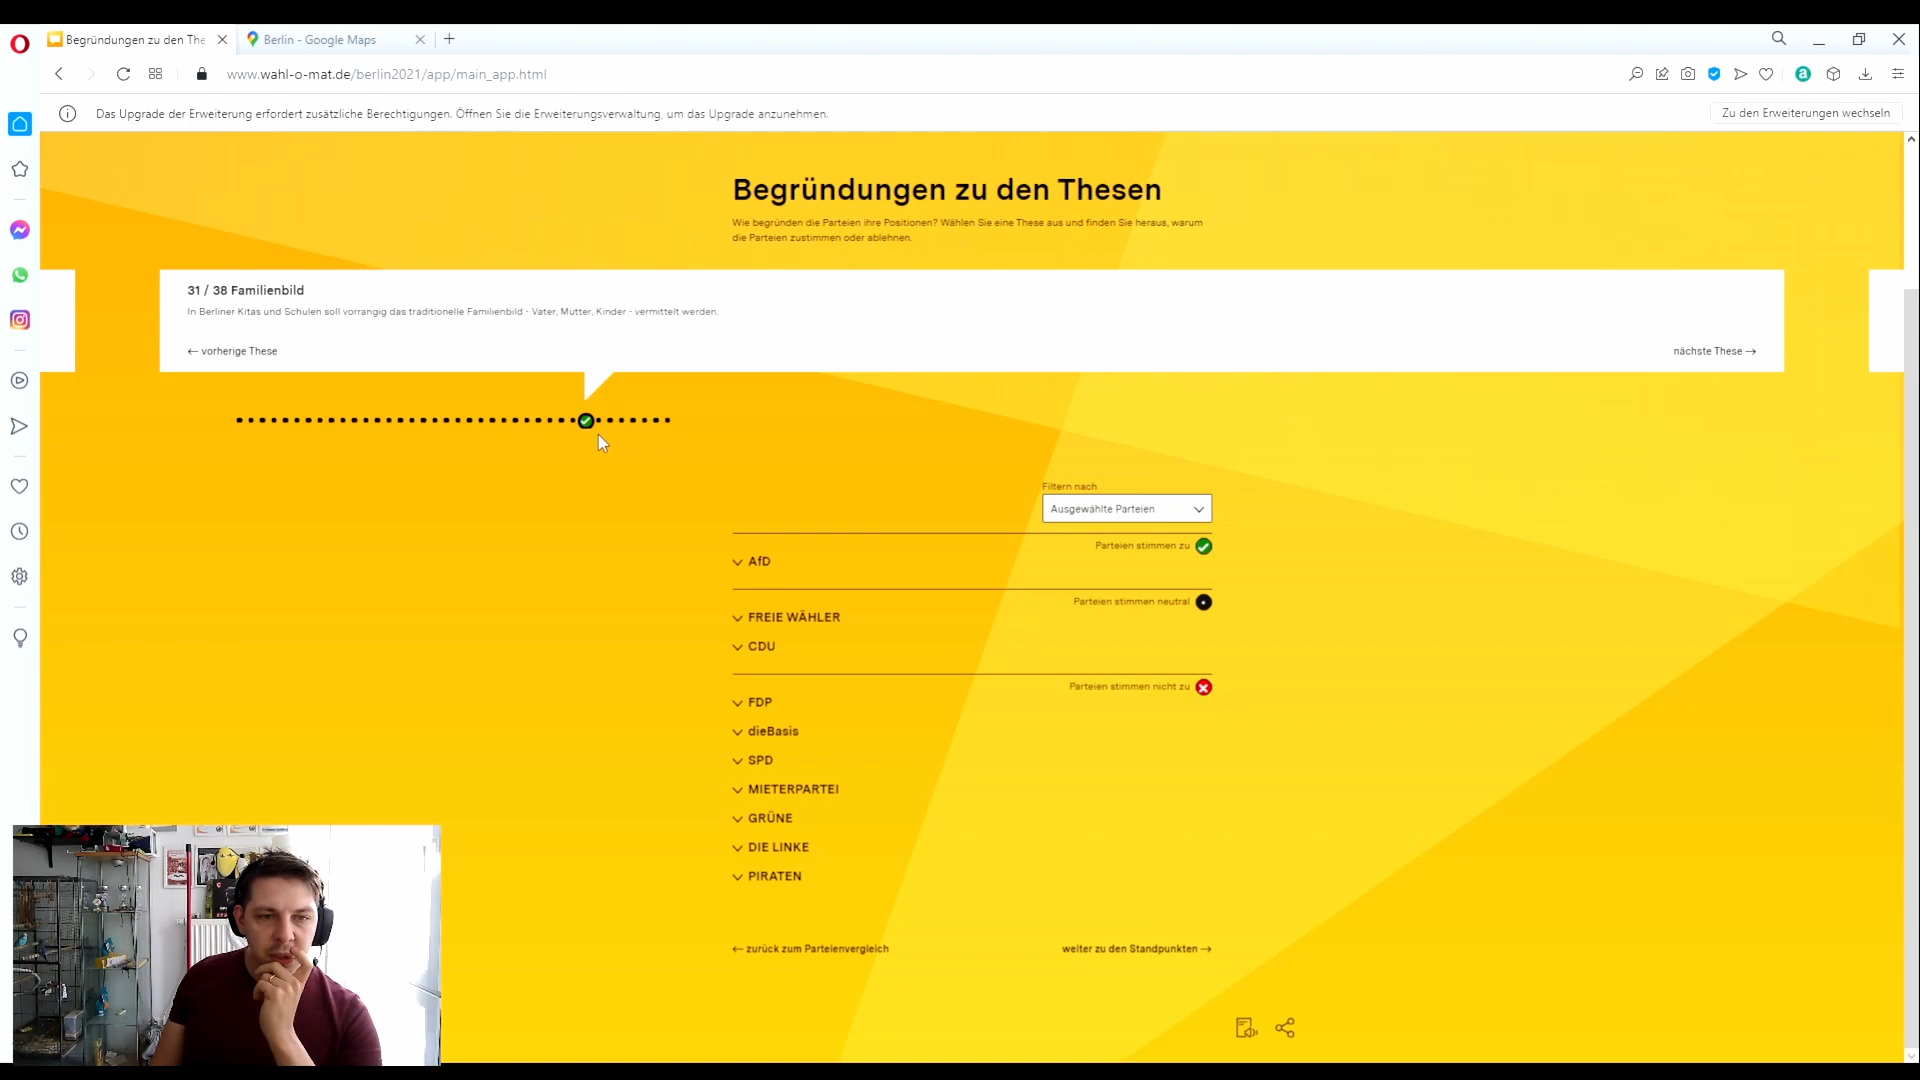 Begründungen zu den The
Berlin - Google Maps
www.wahl-o-mat.de/berlin2021/app/main_app.html
Das Upgrade der Erweiterung erfordert zusätzliche Berechtigungen. Öffnen Sie die Erweiterungsverwaltung, um das Upgrade anzunehmen.
Zu den Erweiterungen wechseln
Begründungen zu den Thesen
Wie begründen die Parteien ihre Positionen? Wählen Sie eine These aus und finden Sie heraus, warum
die Parteien zustimmen oder ablehnen.
31 / 38 Familienbild
In Berliner Kitas und Schulen soll vorrangig das traditionelle Familienbild - Vater, Mutter, Kinder - vermittelt werden.
← vorherige These
nächste These →
Filtern nach
Ausgewählte Parteien
Parteien stimmen zu
AfD
Parteien stimmen neutral
FREIE WÄHLER
CDU
Parteien stimmen nicht zu
FDP
dieBasis
SPD
MIETERPARTEI
GRÜNE
DIE LINKE
PIRATEN
← zurück zum Parteienvergleich
weiter zu den Standpunkten →